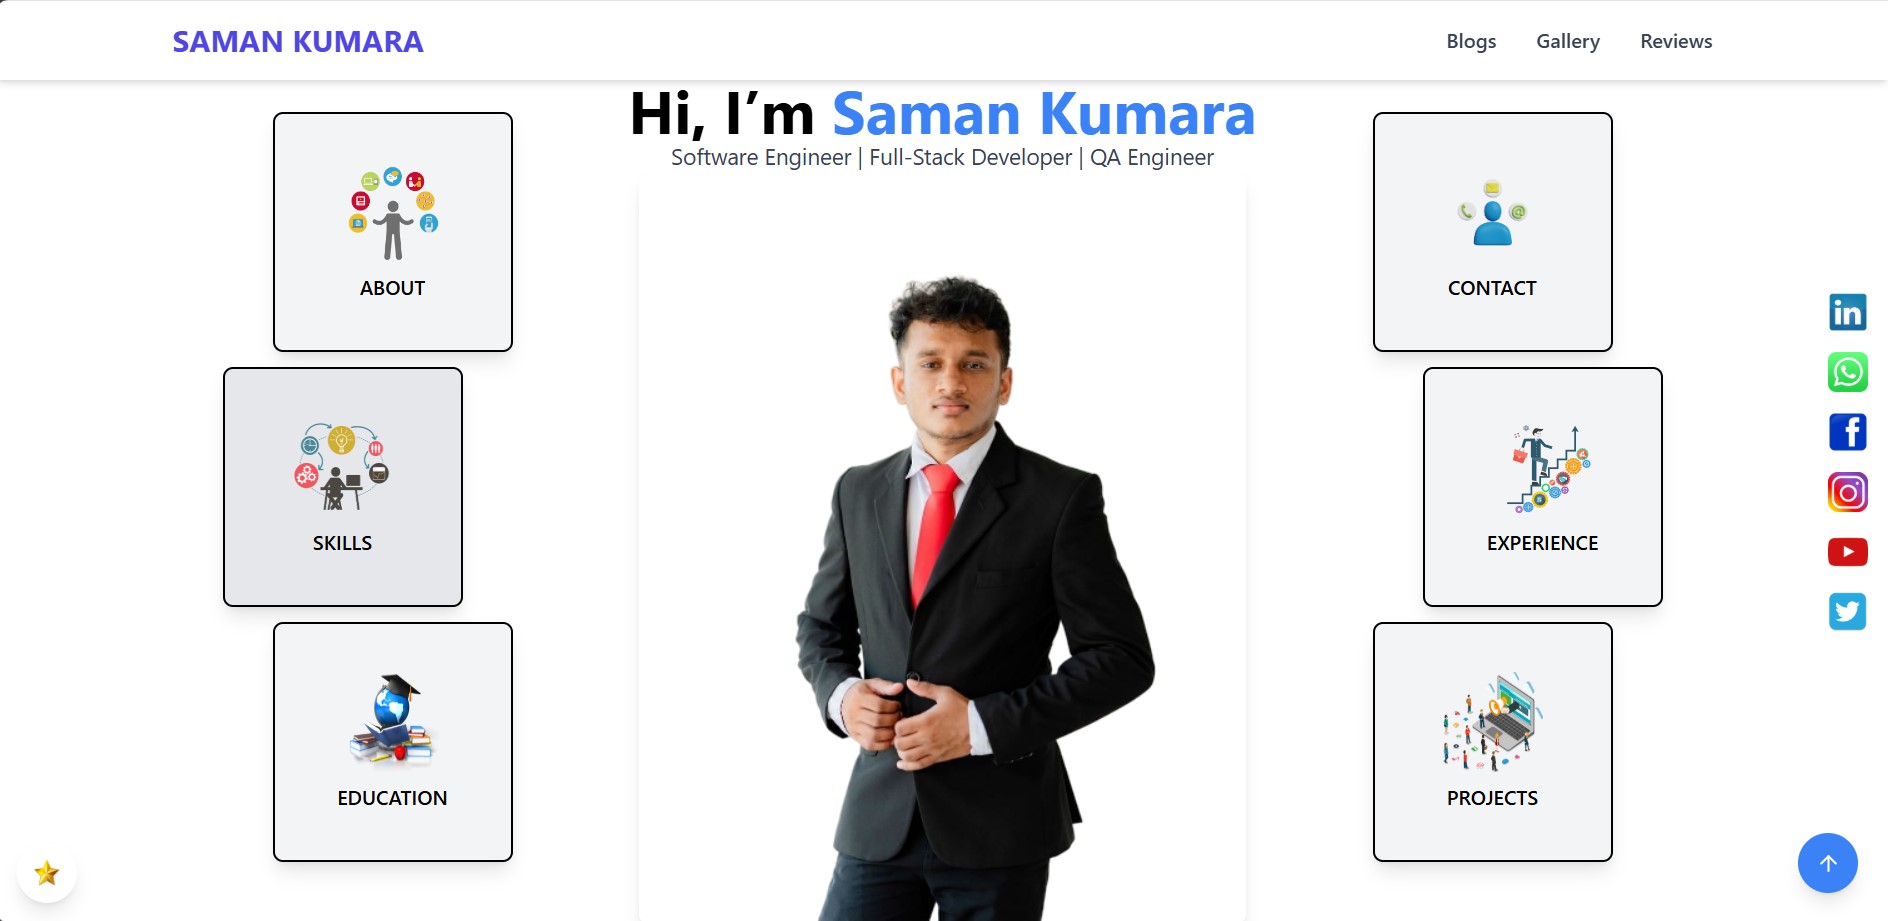 SAMAN KUMARA
Blogs
Gallery
Reviews
Hi, I’m Saman Kumara
Software Engineer | Full-Stack Developer | QA Engineer
ABOUT
CONTACT
SKILLS
EXPERIENCE
EDUCATION
PROJECTS
in
f